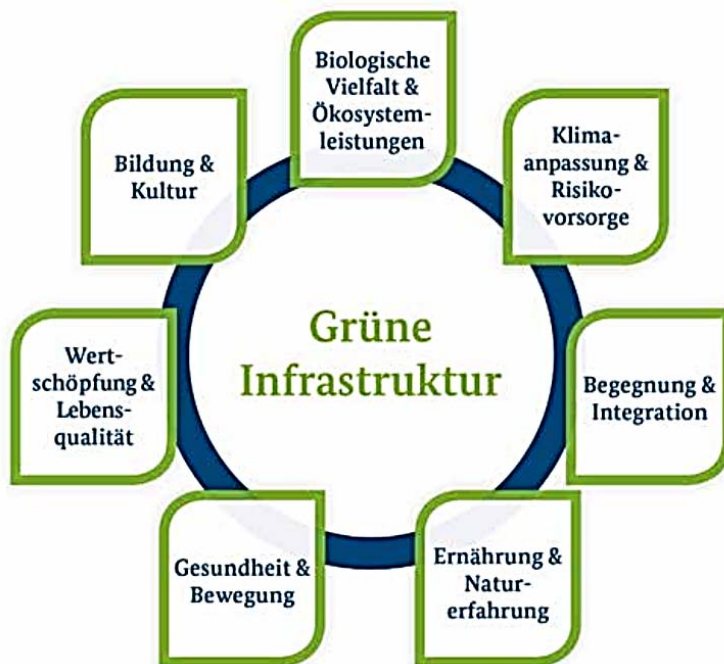 Biologische
Vielfalt &
Ökosystem-
leistungen
Klima-
anpassung &
Risiko-
vorsorge
Begegnung &
Integration
Ernährung &
Natur-
erfahrung
Gesundheit &
Bewegung
Wert-
schöpfung &
Lebens-
qualität
Bildung &
Kultur
Grüne
Infrastruktur